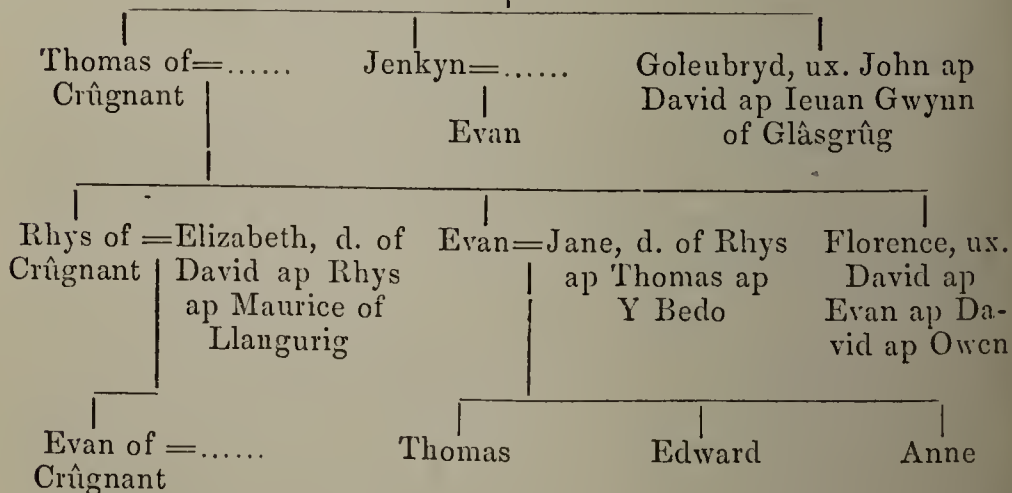 Thomas of=...... Jenkyn=...... Goleubryd, ux. John ap
Crûgnant David ap Ieuan Gwynn
Evan of Glâsgrûg
Rhys of =Elizabeth, d. of Evan=Jane, d. of Rhys Florence, ux.
Crûgnant David ap Rhys ap Thomas ap David ap
ap Maurice of Y Bedo Evan ap Da-
Llangurig vid ap Owen
Evan of =...... Thomas Edward Anne
Crûgnant